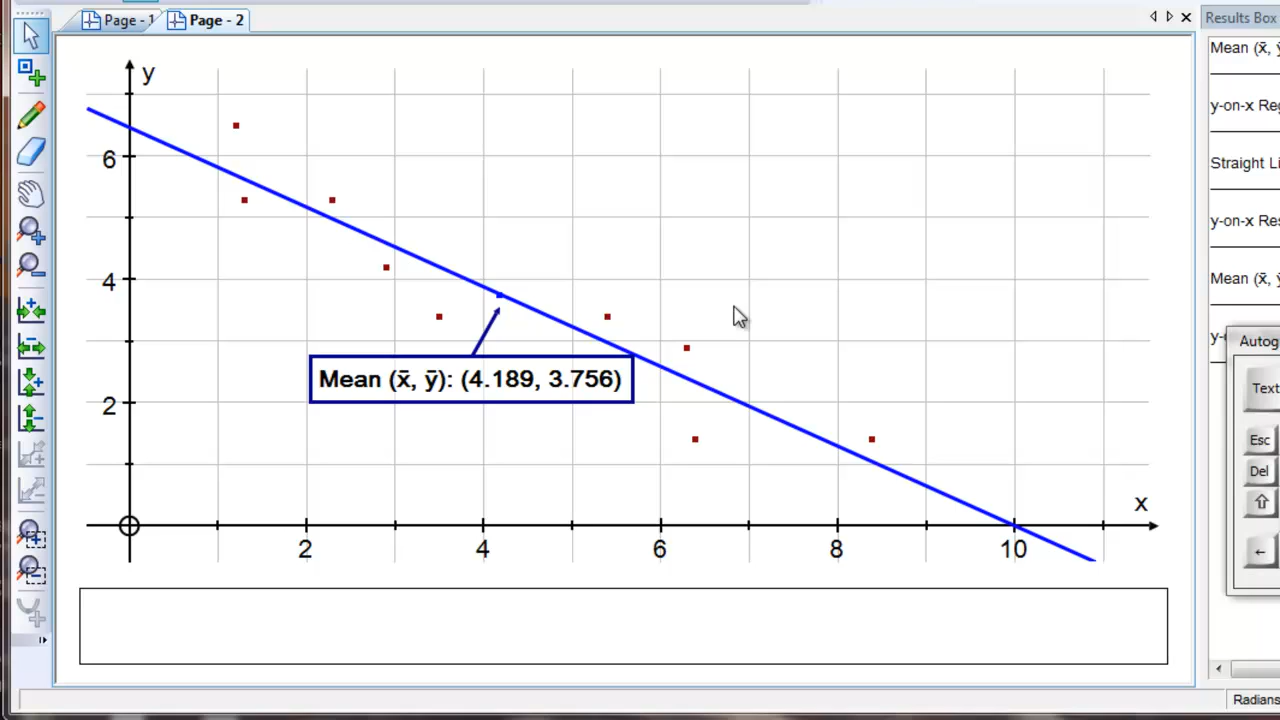 Page - 1
Page - 2
Results Box
Mean (x̄,
y-on-x Re
Straight Li
y-on-x Res
Mean (x̄,
y-
Autog
Text
Esc
Del
y
6
4
2
Mean (x̄, ȳ): (4.189, 3.756)
x
2
4
6
8
10
Radians